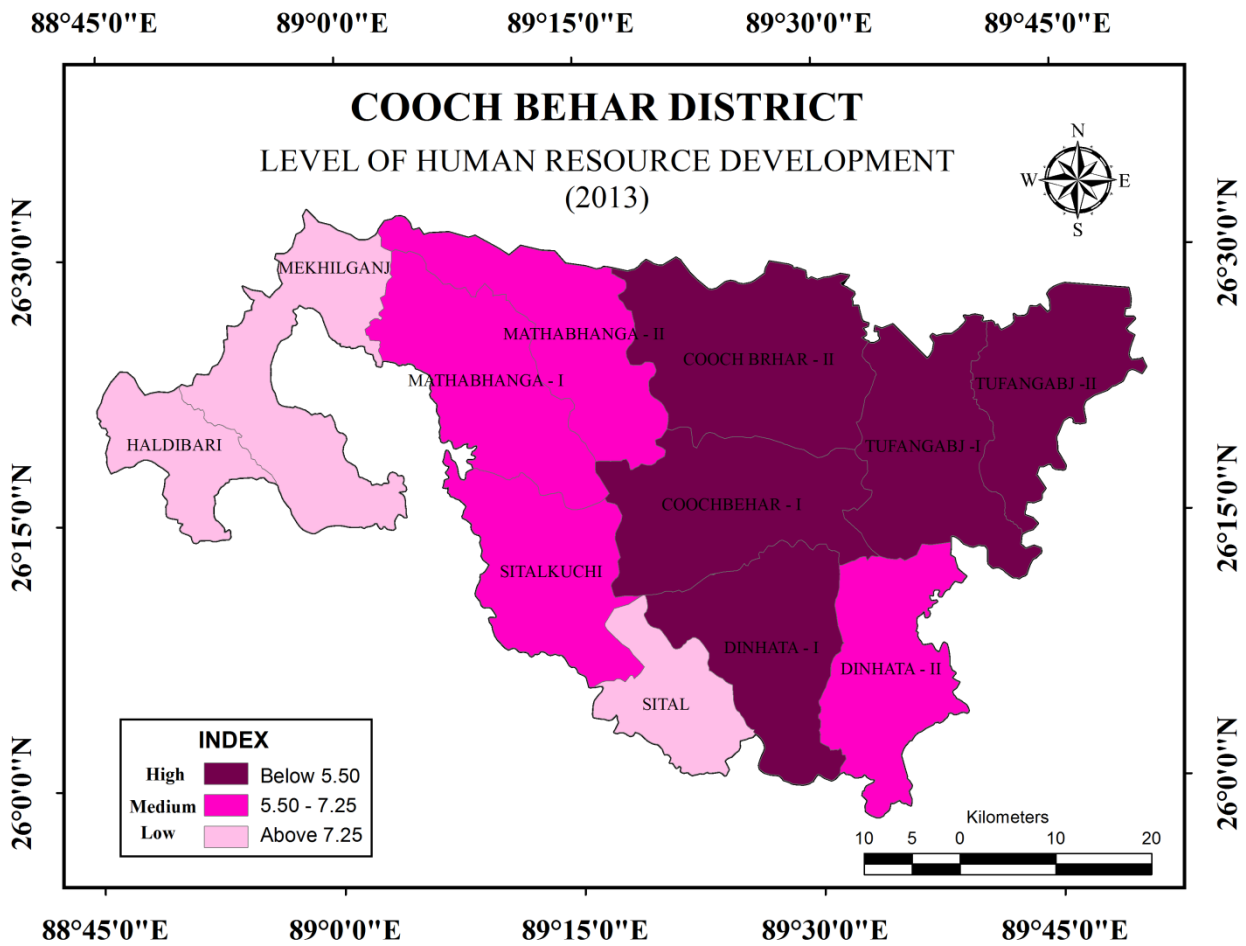 88°45'0"E 89°0'0"E 89°15'0"E 89°30'0"E 89°45'0"E
COOCH BEHAR DISTRICT
LEVEL OF HUMAN RESOURCE DEVELOPMENT
(2013)
N
W E
S
26°30'0"N
26°30'0"N
MEKHILGANJ
MATHABHANGA - II
COOCH BRHAR - II
TUFANGABJ -II
MATHABHANGA - I
HALDIBARI
TUFANGABJ -I
COOCHBEHAR - I
26°15'0"N
26°15'0"N
SITALKUCHI
DINHATA - I
DINHATA - II
SITAL
26°0'0"N
26°0'0"N
INDEX
High Below 5.50
Medium 5.50 - 7.25
Low Above 7.25
Kilometers
10 5 0 10 20
88°45'0"E 89°0'0"E 89°15'0"E 89°30'0"E 89°45'0"E